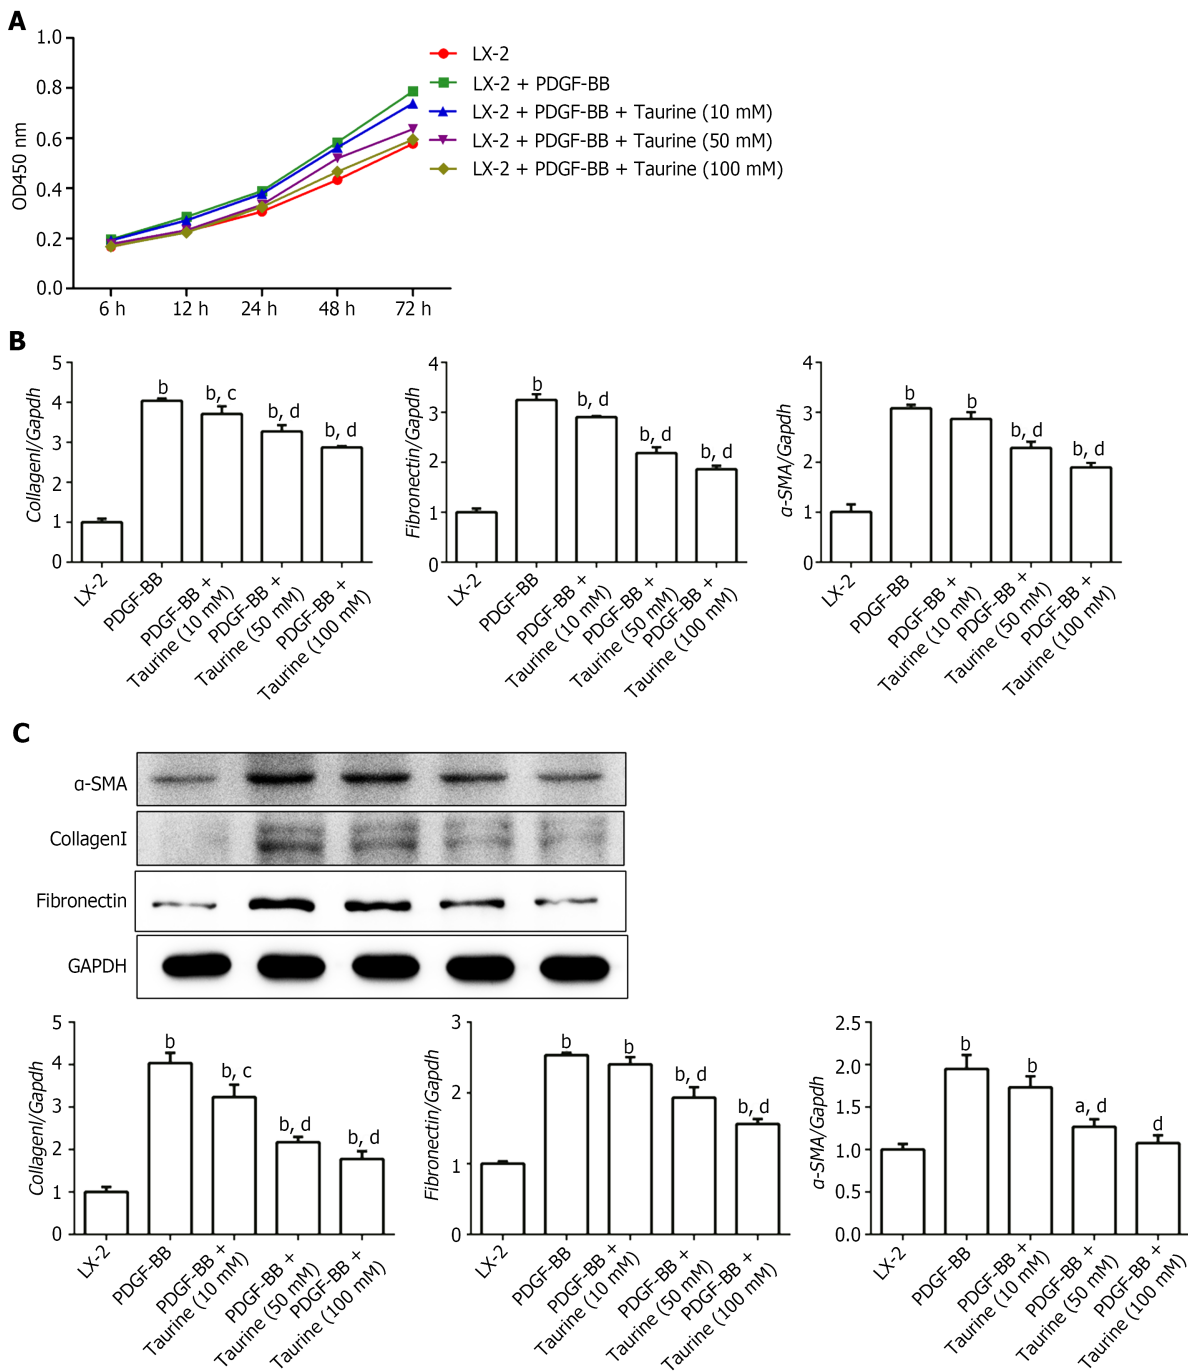 A
1.0
0.8
0.6
0.4
0.2
0.0
OD450 nm
6 h
12 h
24 h
48 h
72 h
LX-2
LX-2 + PDGF-BB
LX-2 + PDGF-BB + Taurine (10 mM)
LX-2 + PDGF-BB + Taurine (50 mM)
LX-2 + PDGF-BB + Taurine (100 mM)
B
5
4
3
2
1
0
CollagenI/Gapdh
b
b, c
b, d
b, d
LX-2
PDGF-BB
PDGF-BB +
Taurine (10 mM)
PDGF-BB +
Taurine (50 mM)
PDGF-BB +
Taurine (100 mM)
4
3
2
1
0
Fibronectin/Gapdh
b
b, d
b, d
b, d
LX-2
PDGF-BB
PDGF-BB +
Taurine (10 mM)
PDGF-BB +
Taurine (50 mM)
PDGF-BB +
Taurine (100 mM)
4
3
2
1
0
α-SMA/Gapdh
b
b
b, d
b, d
LX-2
PDGF-BB
PDGF-BB +
Taurine (10 mM)
PDGF-BB +
Taurine (50 mM)
PDGF-BB +
Taurine (100 mM)
C
α-SMA
CollagenI
Fibronectin
GAPDH
5
4
3
2
1
0
CollagenI/Gapdh
b
b, c
b, d
b, d
LX-2
PDGF-BB
PDGF-BB +
Taurine (10 mM)
PDGF-BB +
Taurine (50 mM)
PDGF-BB +
Taurine (100 mM)
3
2
1
0
Fibronectin/Gapdh
b
b
b, d
b, d
LX-2
PDGF-BB
PDGF-BB +
Taurine (10 mM)
PDGF-BB +
Taurine (50 mM)
PDGF-BB +
Taurine (100 mM)
2.5
2.0
1.5
1.0
0.5
0.0
α-SMA/Gapdh
b
b
a, d
d
LX-2
PDGF-BB
PDGF-BB +
Taurine (10 mM)
PDGF-BB +
Taurine (50 mM)
PDGF-BB +
Taurine (100 mM)